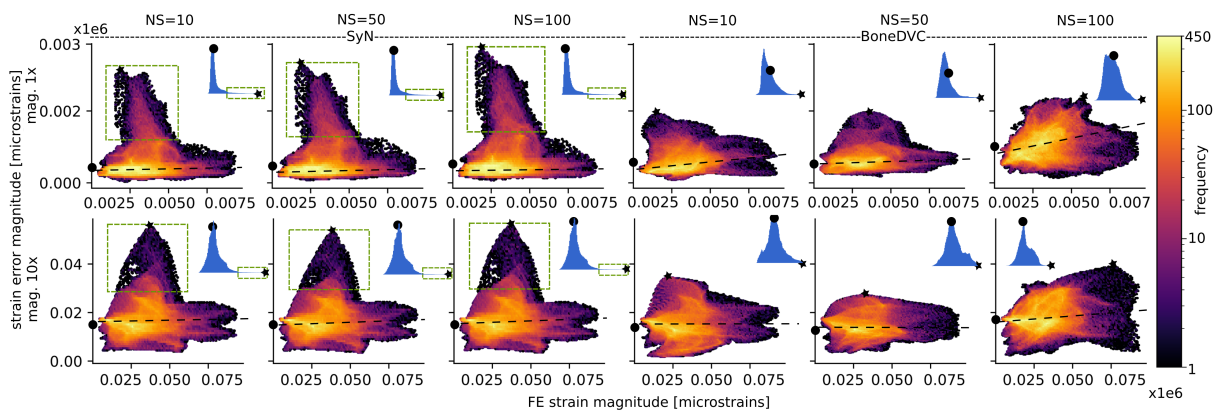 NS=10 NS=50 NS=100 NS=10 NS=50 NS=100
SyN BoneDVC
x1e6
0.003
0.002
0.001
0.000
strain error magnitude [microstrains]
mag. 1x
0.0025 0.0050 0.0075 0.0025 0.0050 0.0075 0.0025 0.0050 0.0075 0.0025 0.0050 0.0075 0.0025 0.0050 0.0075 0.0025 0.0050 0.0075
mag. 10x
0.04
0.02
0.00
0.025 0.050 0.075 0.025 0.050 0.075 0.025 0.050 0.075 0.025 0.050 0.075 0.025 0.050 0.075 0.025 0.050 0.075
x1e6
FE strain magnitude [microstrains]
450
100
10
1
frequency